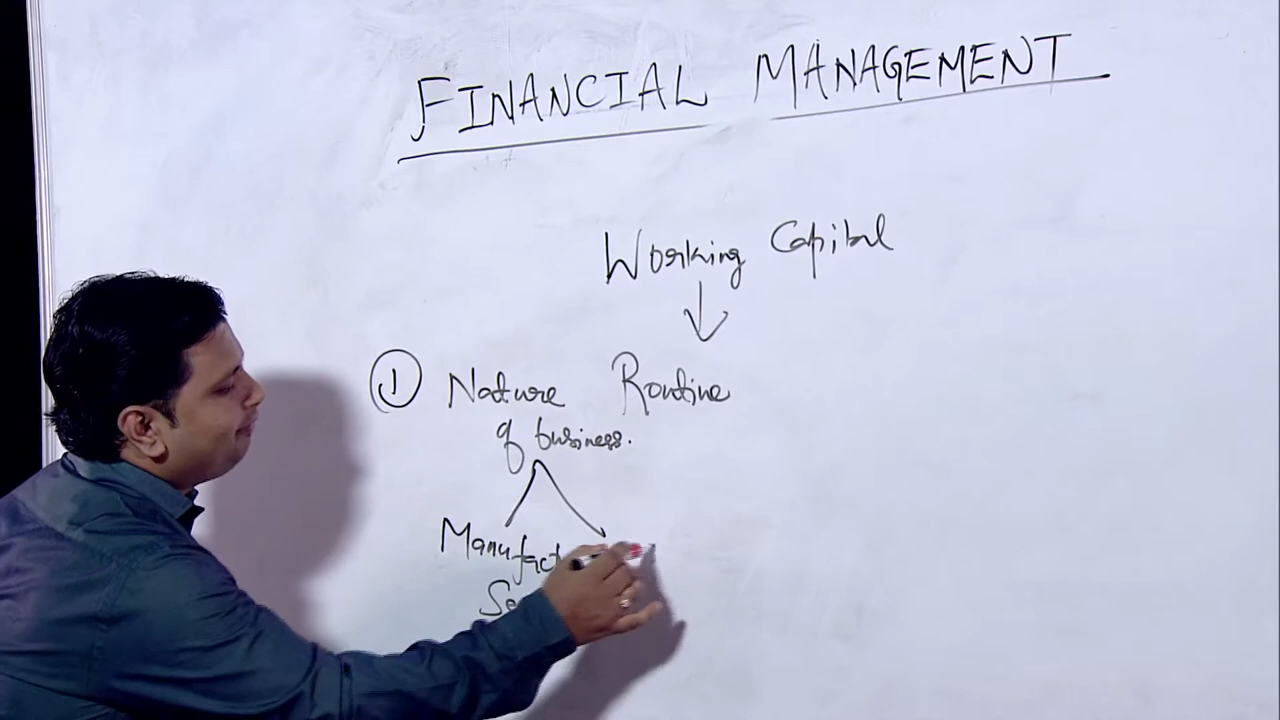 FINANCIAL MANAGEMENT
Working Capital
① Nature Routine
of business.